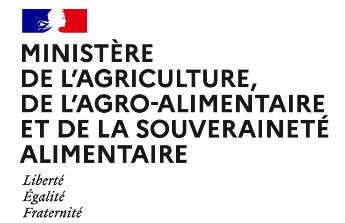 MINISTÈRE
DE L'AGRICULTURE,
DE L'AGRO-ALIMENTAIRE
ET DE LA SOUVERAINETÉ
ALIMENTAIRE
Liberté
Égalité
Fraternité